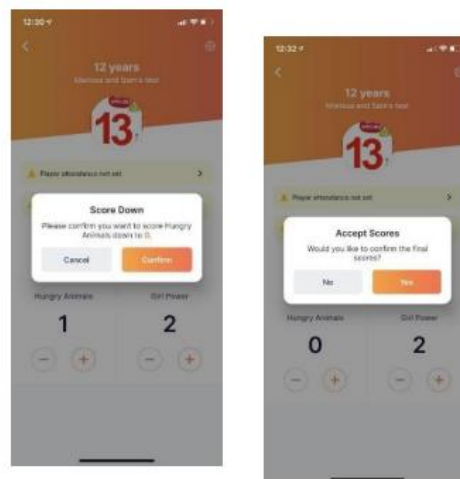 12:30
12 years
13
Player attendance not set
Score Down
Please confirm you want to score Hungry
Animals down to 0.
Cancel
Confirm
Hungry Animals
Girl Power
1
2
12:32
12 years
13
Player attendance not set
Accept Scores
Would you like to confirm the final
scores?
No
Yes
Hungry Animals
Girl Power
0
2